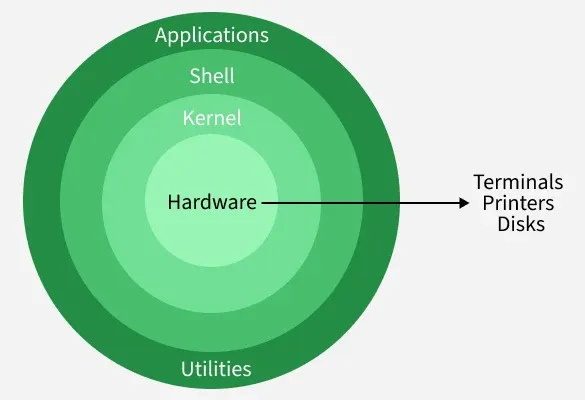 Applications
Shell
Kernel
Hardware
Terminals
Printers
Disks
Utilities